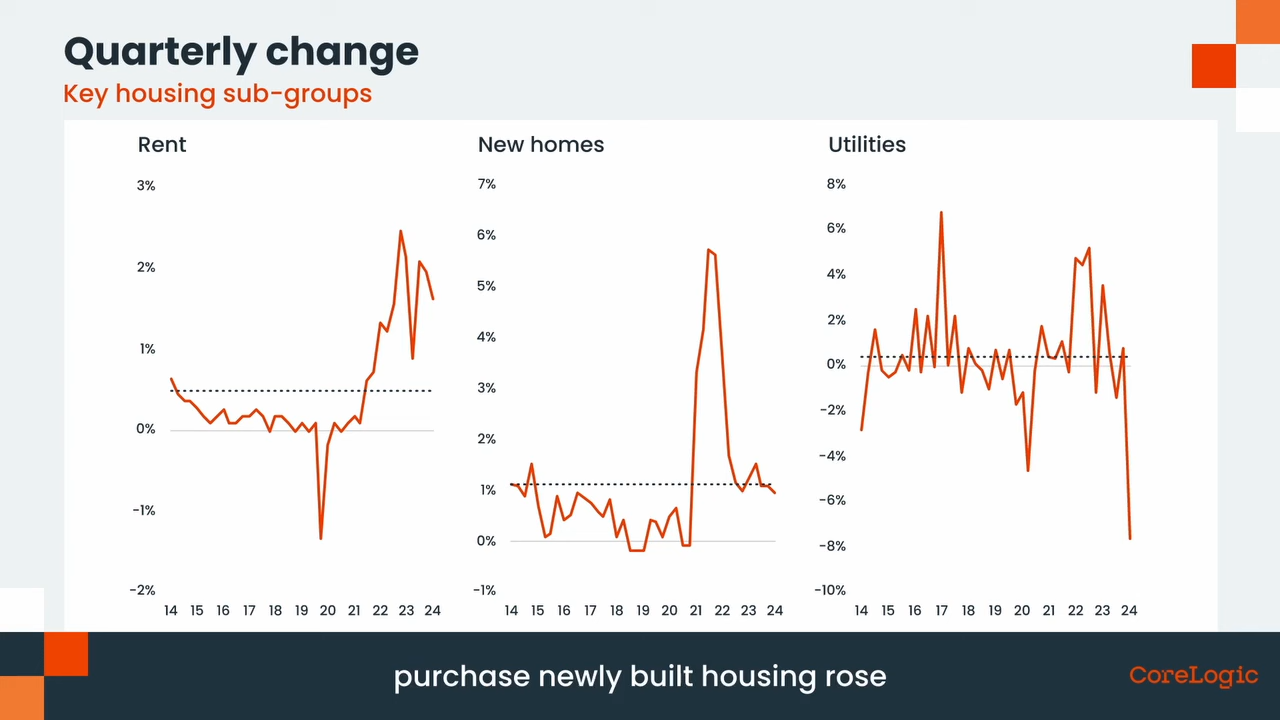 Quarterly change
Key housing sub-groups
Rent
3%
2%
1%
0%
-1%
-2%
14 15 16 17 18 19 20 21 22 23 24
New homes
7%
6%
5%
4%
3%
2%
1%
0%
-1%
14 15 16 17 18 19 20 21 22 23 24
Utilities
8%
6%
4%
2%
0%
-2%
-4%
-6%
-8%
-10%
14 15 16 17 18 19 20 21 22 23 24
purchase newly built housing rose
CoreLogic